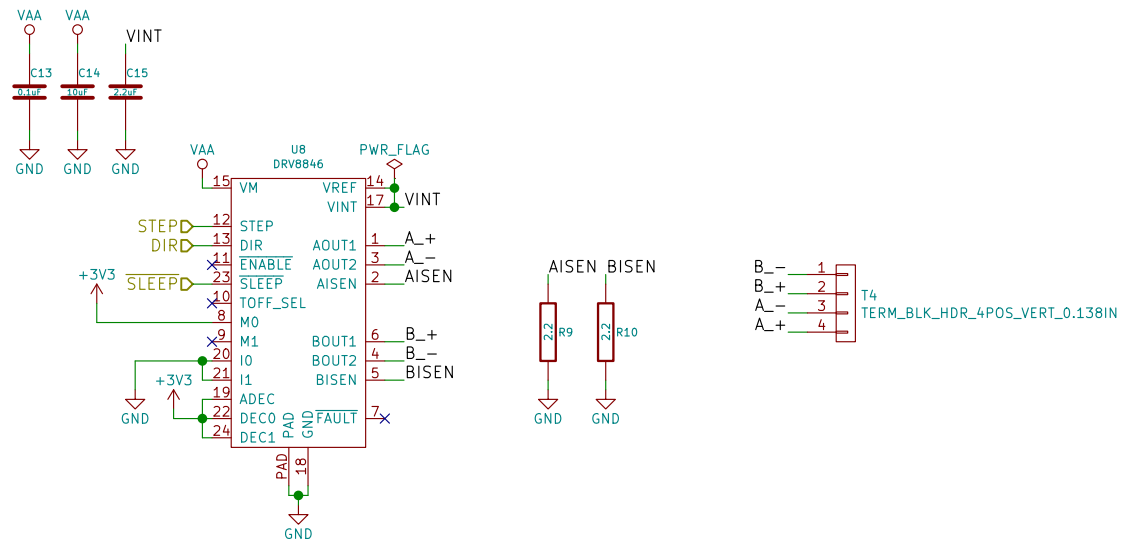 VAA
VAA
VINT
C13
C14
C15
0.1uF
10uF
2.2uF
GND
GND
GND
VAA
U8
DRV8846
PWR_FLAG
15
VM
VREF
14
VINT
17
VINT
STEP
12
STEP
DIR
13
DIR
AOUT1
1
A_+
11
ENABLE
AOUT2
3
A_-
SLEEP
23
SLEEP
AISEN
2
AISEN
+3V3
10
TOFF_SEL
8
M0
9
M1
BOUT1
6
B_+
20
I0
BOUT2
4
B_-
21
I1
BISEN
5
BISEN
+3V3
19
ADEC
GND
22
DEC0
FAULT
7
24
DEC1
PAD
GND
PAD
18
GND
AISEN
BISEN
2.2
R9
2.2
R10
GND
GND
B_-
1
B_+
2
A_-
3
A_+
4
T4
TERM_BLK_HDR_4POS_VERT_0.138IN